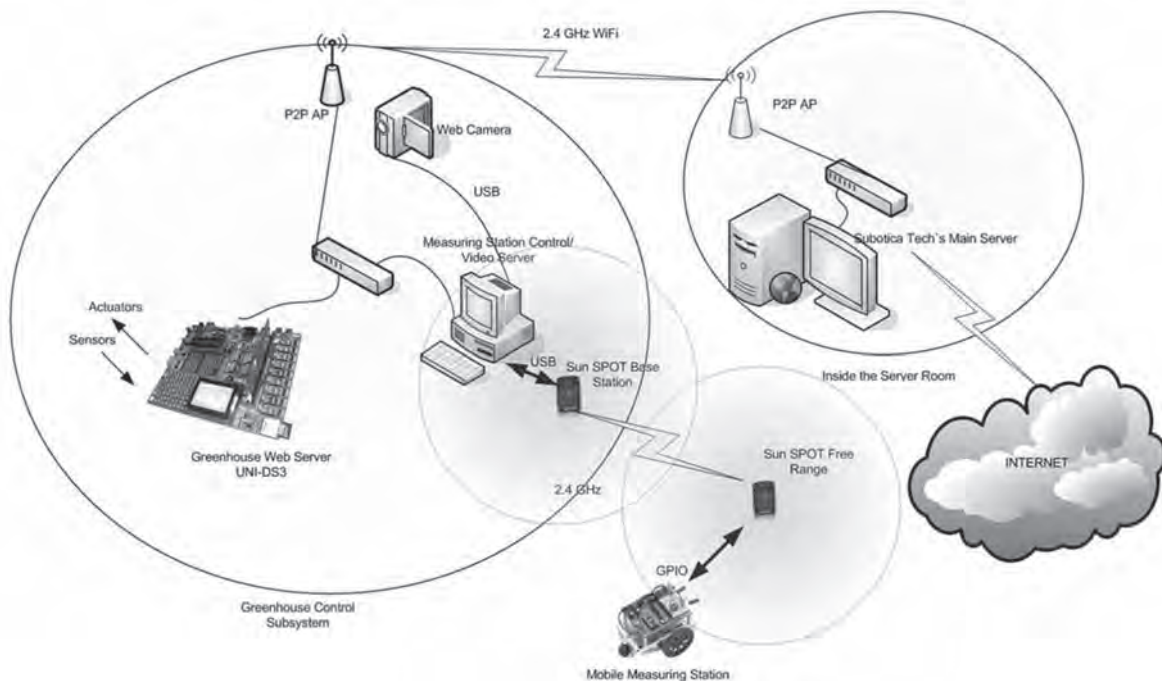 2.4 GHz WiFi
P2P AP
Web Camera
P2P AP
USB
Measuring Station Control/
Video Server
Subotica Tech`s Main Server
Actuators
Sensors
USB
Sun SPOT Base
Station
Inside the Server Room
Greenhouse Web Server
UNI-DS3
Sun SPOT Free
Range
INTERNET
2.4 GHz
GPIO
Greenhouse Control
Subsystem
Mobile Measuring Station